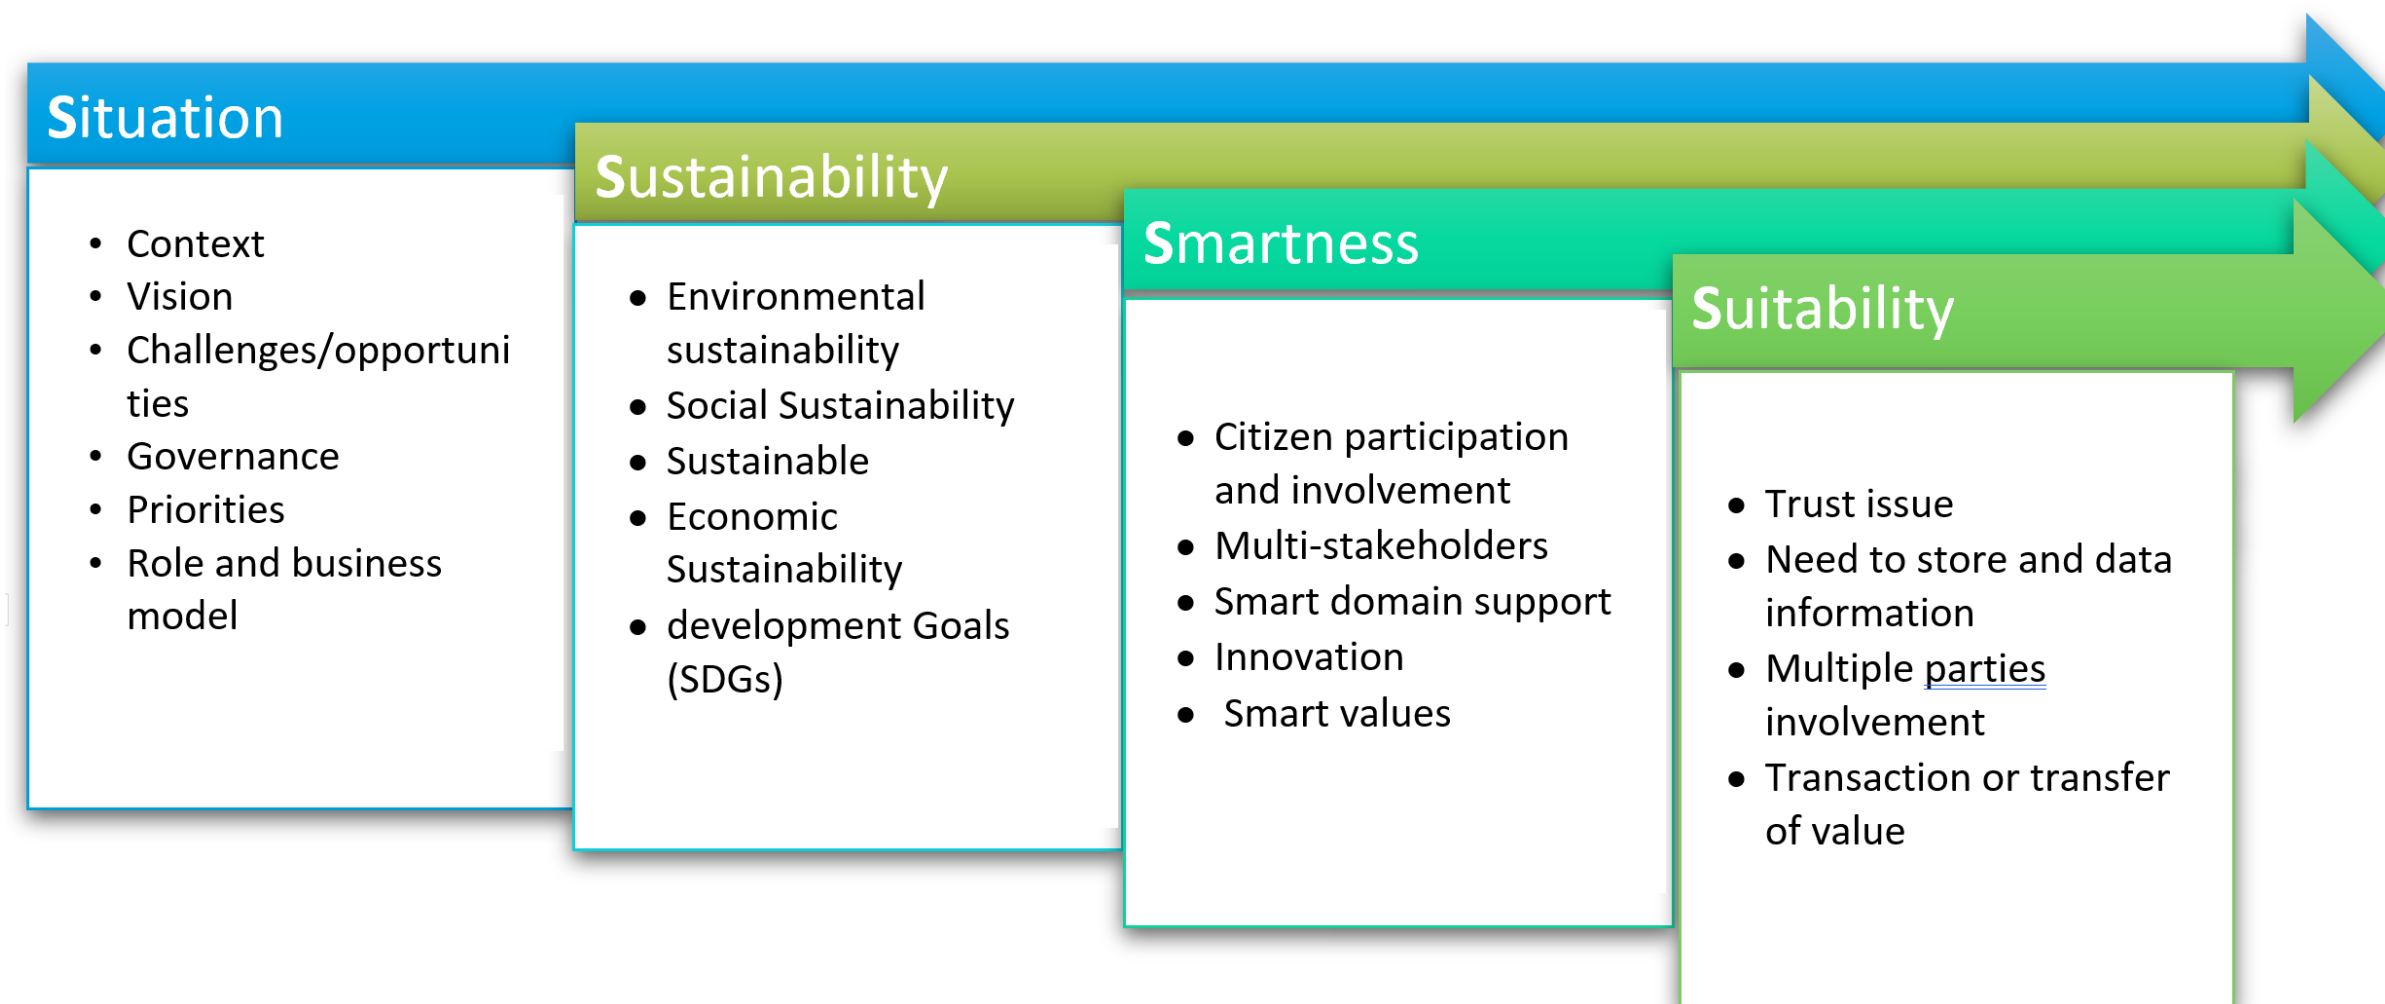 Situation
• Context
• Vision
• Challenges/opportuni
ties
• Governance
• Priorities
• Role and business
model
Sustainability
• Environmental
sustainability
• Social Sustainability
• Sustainable
• Economic
Sustainability
• development Goals
(SDGs)
Smartness
• Citizen participation
and involvement
• Multi-stakeholders
• Smart domain support
• Innovation
• Smart values
Suitability
• Trust issue
• Need to store and data
information
• Multiple parties
involvement
• Transaction or transfer
of value